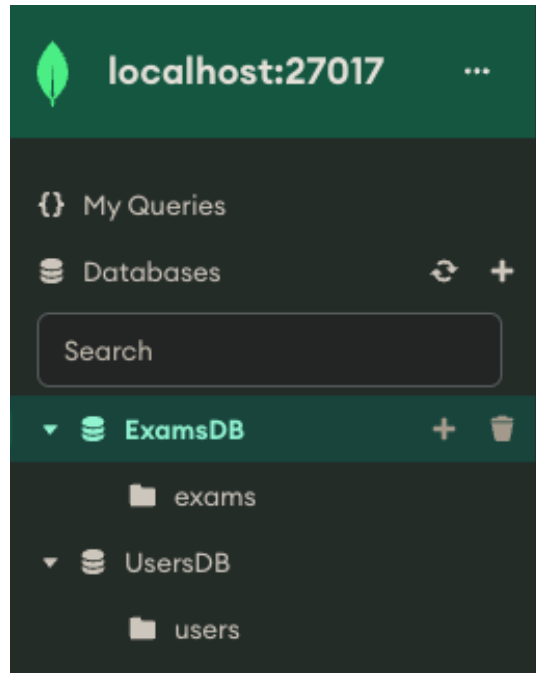 localhost:27017
My Queries
Databases
Search
ExamsDB
exams
UsersDB
users